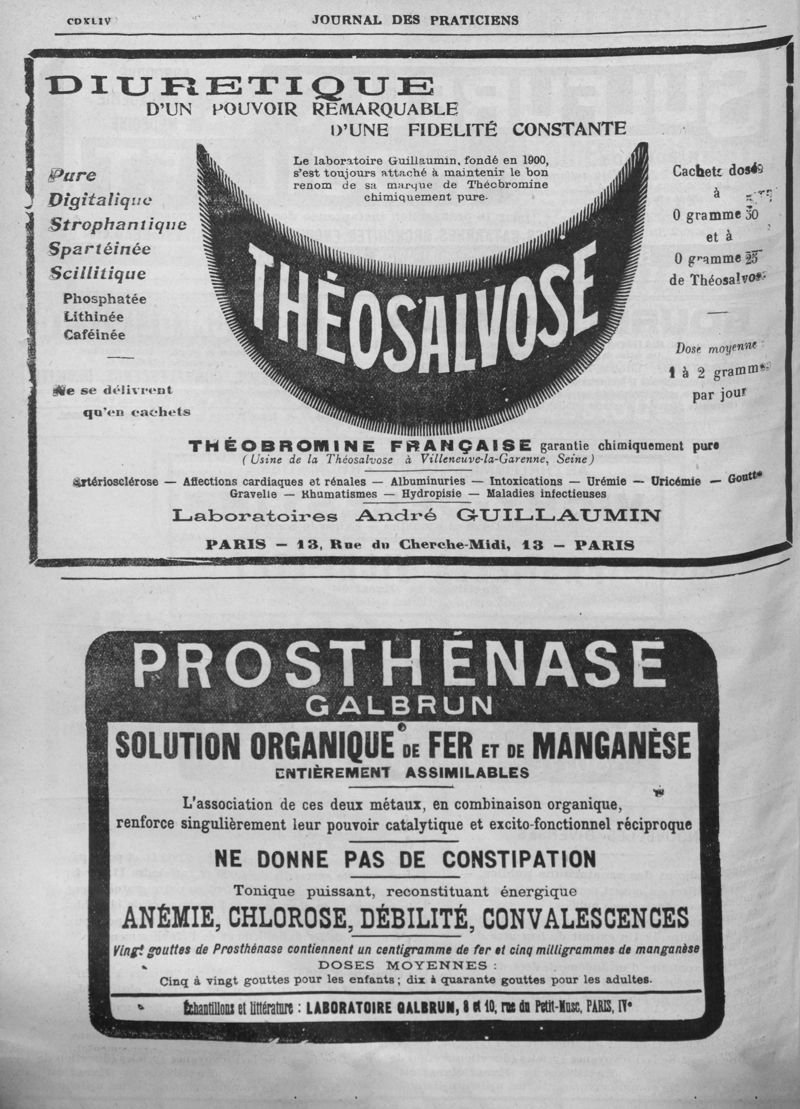 CDXLIV
JOURNAL DES PRATICIENS
DIURETIQUE
D'UN POUVOIR REMARQUABLE
D'UNE FIDELITÉ CONSTANTE
Le laboratoire Guillaumin, fondé en 1900,
s'est toujours attaché à maintenir le bon
renom de sa marque de Théobromine
chimiquement pure.
Pure
Digitalique
Strophantique
Spartéinée
Scillitique
Phosphatée
Lithinée
Caféinée
Ne se délivrent
qu'en cachets
THÉOSALVOSE
Cachets dosés
à
0 gramme 50
et à
0 gramme 25
de Théosalvose
Dose moyenne
1 à 2 grammes
par jour
THÉOBROMINE FRANÇAISE garantie chimiquement pure
(Usine de la Théosalvose à Villeneuve-la-Garenne, Seine)
Artériosclérose — Affections cardiaques et rénales — Albuminuries — Intoxications — Urémie — Uricémie — Goutte
Gravelle — Rhumatismes — Hydropisie — Maladies infectieuses
Laboratoires André GUILLAUMIN
PARIS — 13, Rue du Cherche-Midi, 13 — PARIS
PROSTHÉNASE
GALBRUN
SOLUTION ORGANIQUE DE FER ET DE MANGANÈSE
ENTIÈREMENT ASSIMILABLES
L'association de ces deux métaux, en combinaison organique,
renforce singulièrement leur pouvoir catalytique et excito-fonctionnel réciproque
NE DONNE PAS DE CONSTIPATION
Tonique puissant, reconstituant énergique
ANÉMIE, CHLOROSE, DÉBILITÉ, CONVALESCENCES
Vingt gouttes de Prosthénase contiennent un centigramme de fer et cinq milligrammes de manganèse
DOSES MOYENNES :
Cinq à vingt gouttes pour les enfants ; dix à quarante gouttes pour les adultes.
Échantillons et littérature : LABORATOIRE GALBRUN, 8 et 10, rue du Petit-Musc, PARIS, IVe